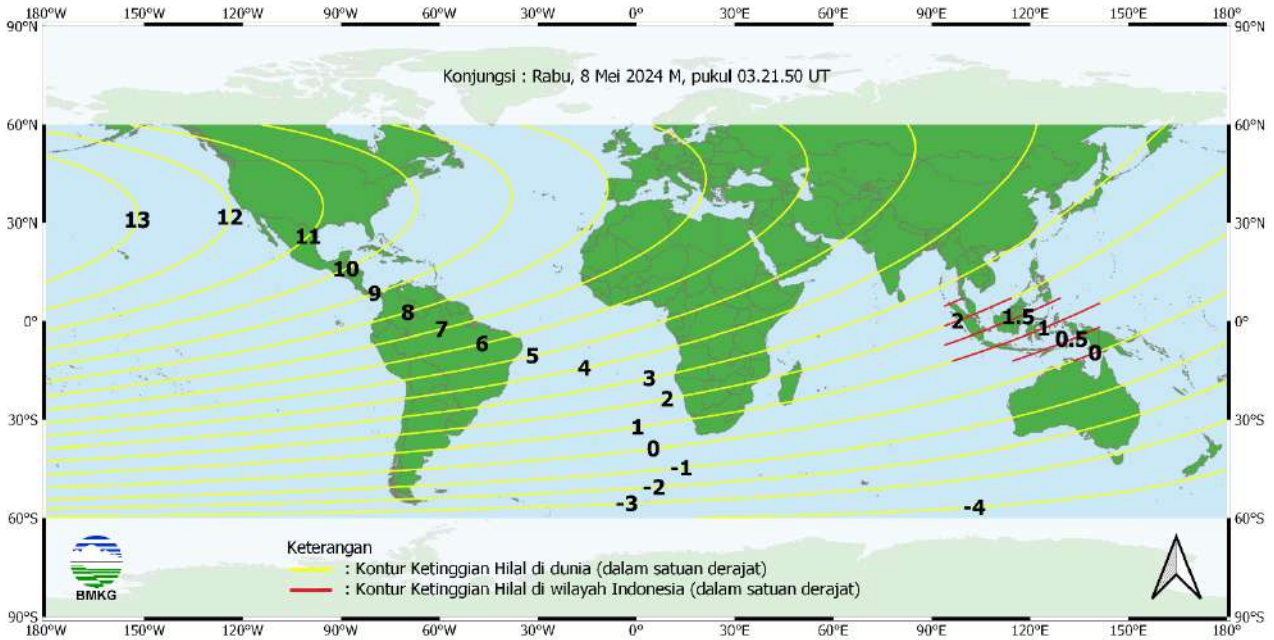 180° 150°W 120°W 90°W 60°W 30°W 0° 30°E 60°E 90°E 120°E 150°E 180°
90°N 90°N
Konjungsi : Rabu, 8 Mei 2024 M, pukul 03.21.50 UT
60°N 60°N
30°N 30°N
13 12 11
10
9
8
7
6
5
4
3
2
1
0
-1
-2
-3
-4
0° 0°
2 1.5
1
0.5
0
30°S 30°S
60°S 60°S
BMKG
Keterangan
: Kontur Ketinggian Hilal di dunia (dalam satuan derajat)
: Kontur Ketinggian Hilal di wilayah Indonesia (dalam satuan derajat)
90°S 90°S
180° 150°W 120°W 90°W 60°W 30°W 0° 30°E 60°E 90°E 120°E 150°E 180°